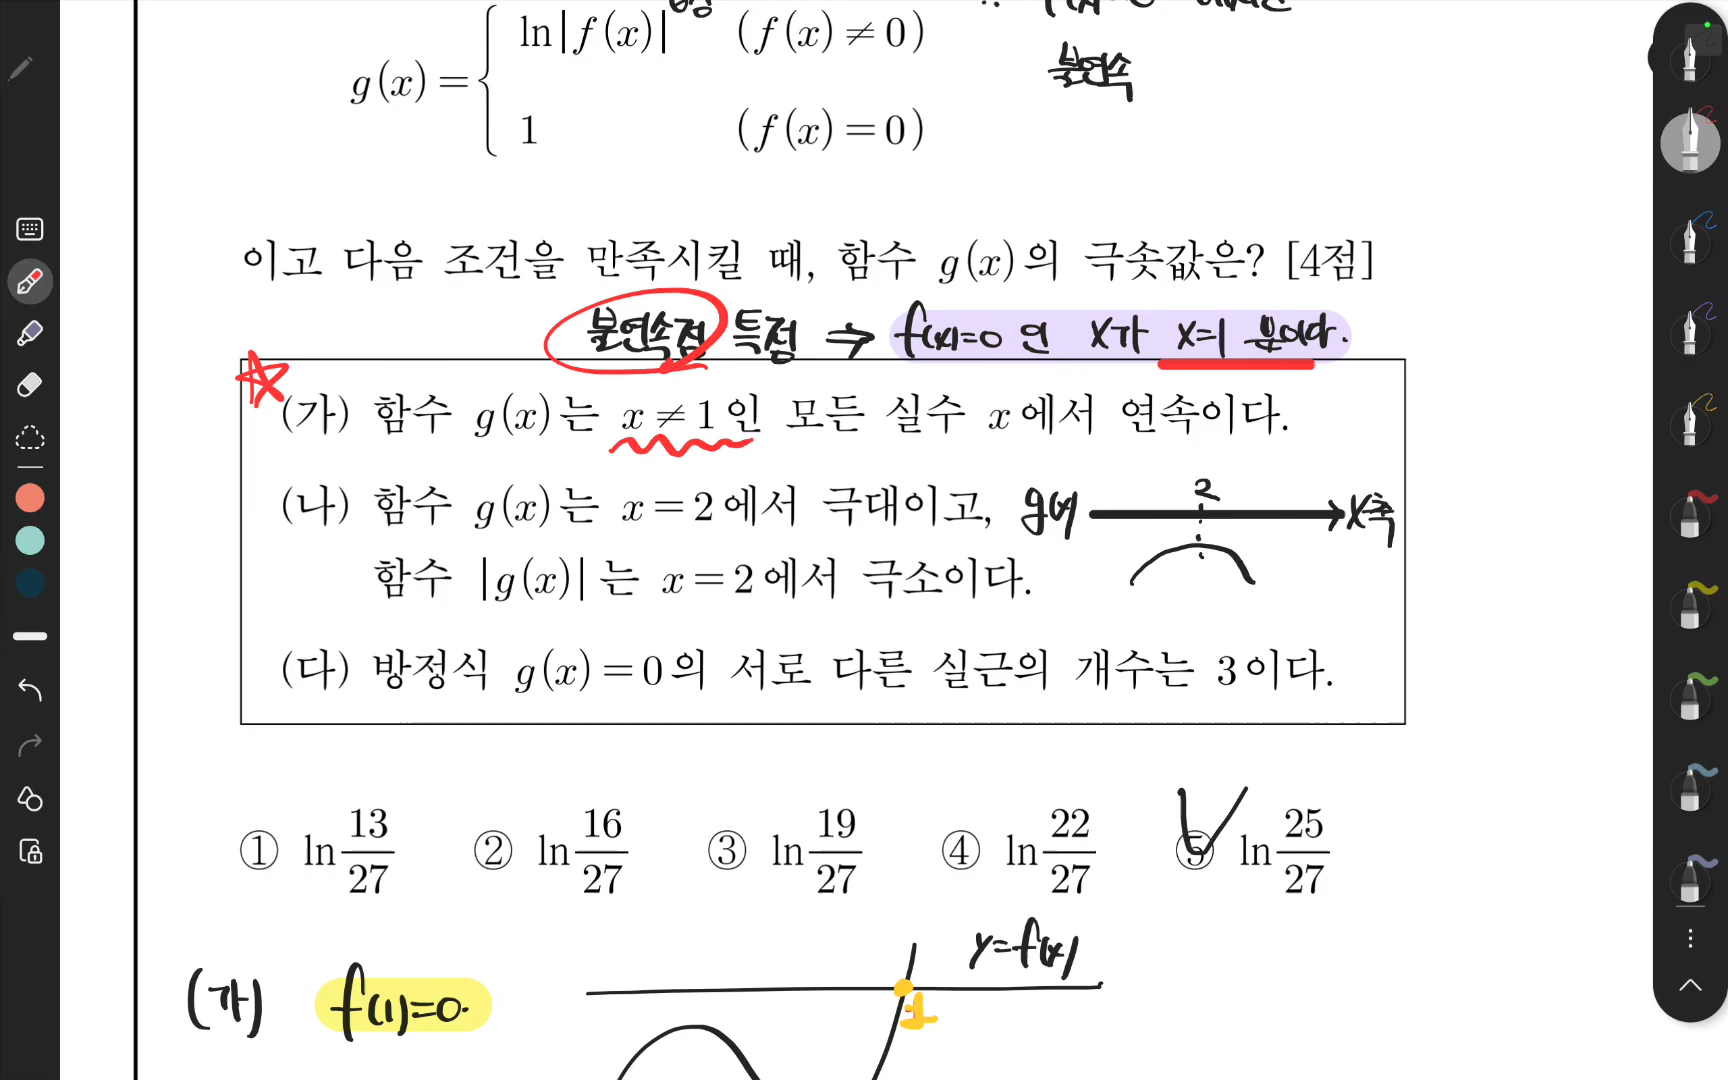 g(x) = { ln|f(x)| (f(x) ≠ 0)
불연속
1 (f(x) = 0)
이고 다음 조건을 만족시킬 때, 함수 g(x)의 극솟값은? [4점]
불연속점 특점 ⇒ f(x)=0 인 x가 x=1 뿐이다.
(가) 함수 g(x)는 x ≠ 1인 모든 실수 x에서 연속이다.
(나) 함수 g(x)는 x = 2에서 극대이고, g(x) 2 x축
함수 |g(x)|는 x = 2에서 극소이다.
(다) 방정식 g(x) = 0의 서로 다른 실근의 개수는 3이다.
① ln 13/27 ② ln 16/27 ③ ln 19/27 ④ ln 22/27 ⑤ ln 25/27
y=f(x)
(가) f(1)=0. 1